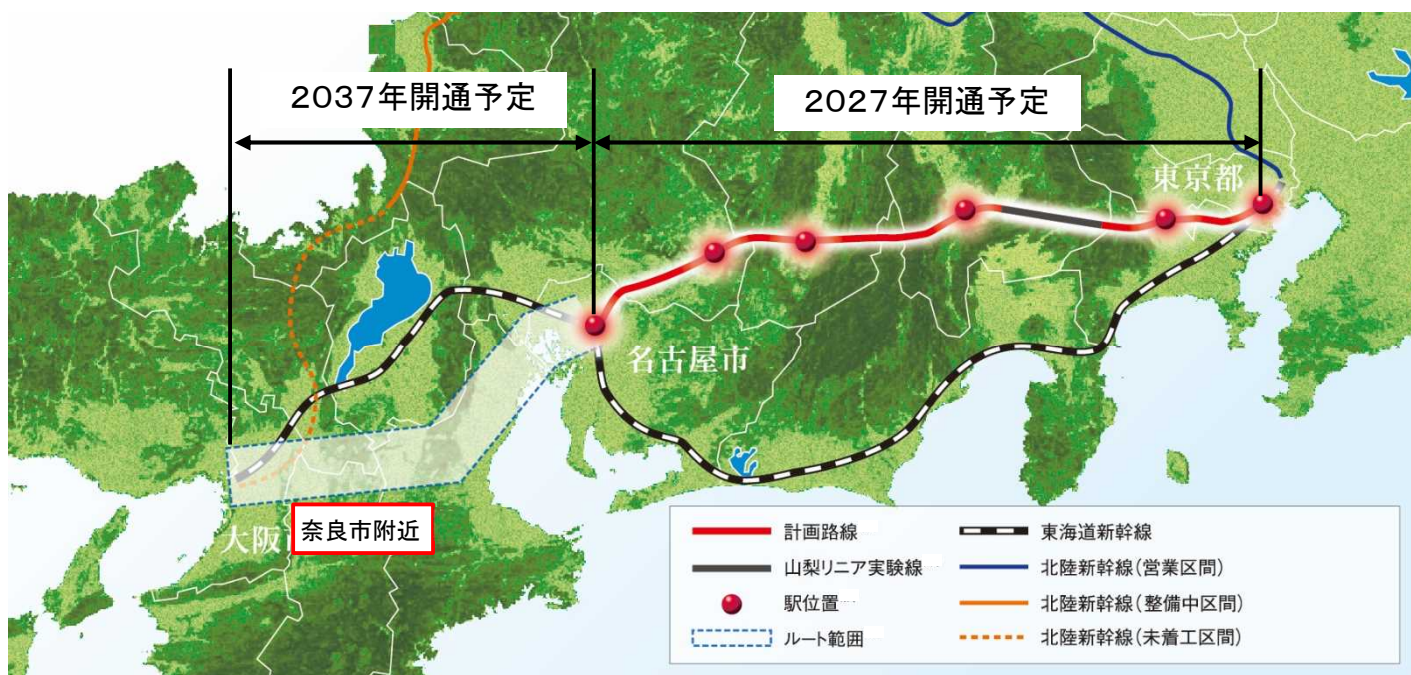 2037年開通予定
2027年開通予定
東京都
名古屋市
大阪
奈良市附近
計画路線
山梨リニア実験線
駅位置
ルート範囲
東海道新幹線
北陸新幹線(営業区間)
北陸新幹線(整備中区間)
北陸新幹線(未着工区間)